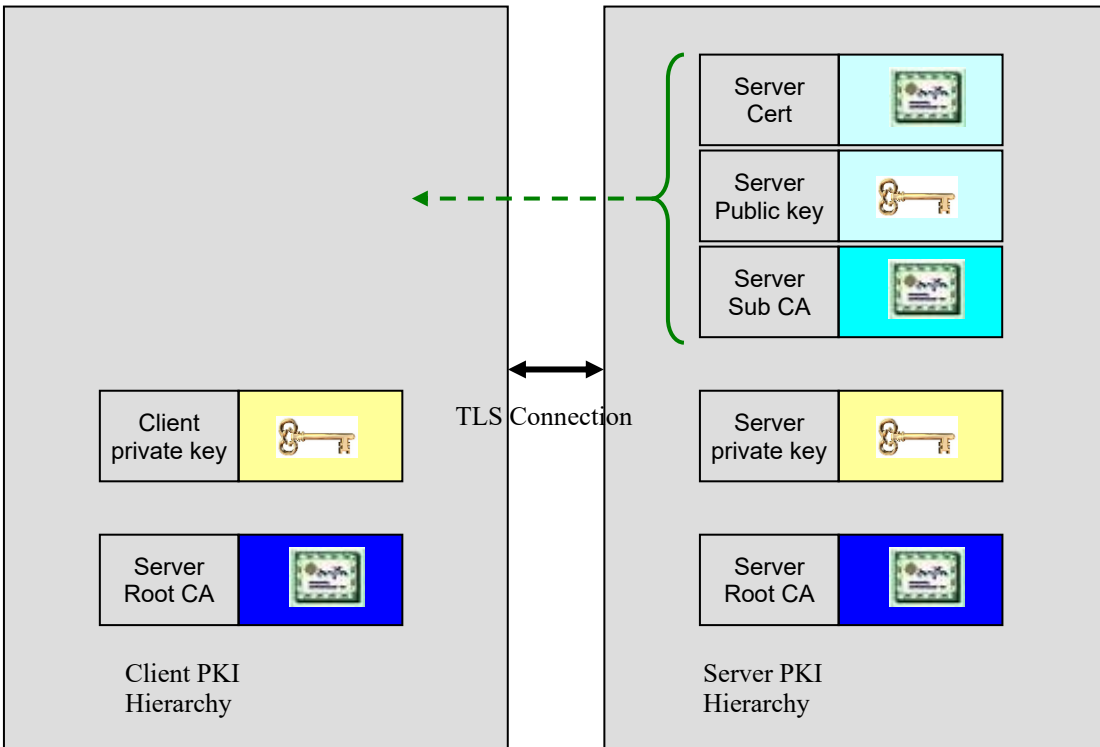 Server
Cert
Server
Public key
Server
Sub CA
TLS Connection
Client
private key
Server
private key
Server
Root CA
Server
Root CA
Client PKI
Hierarchy
Server PKI
Hierarchy